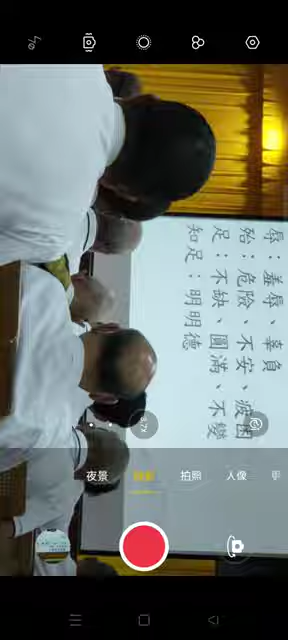 辱：羞辱、辜負
殆：危險、不安、疲困
足：不缺、圓滿、不變
知足：明明德
夜景
拍照
人像